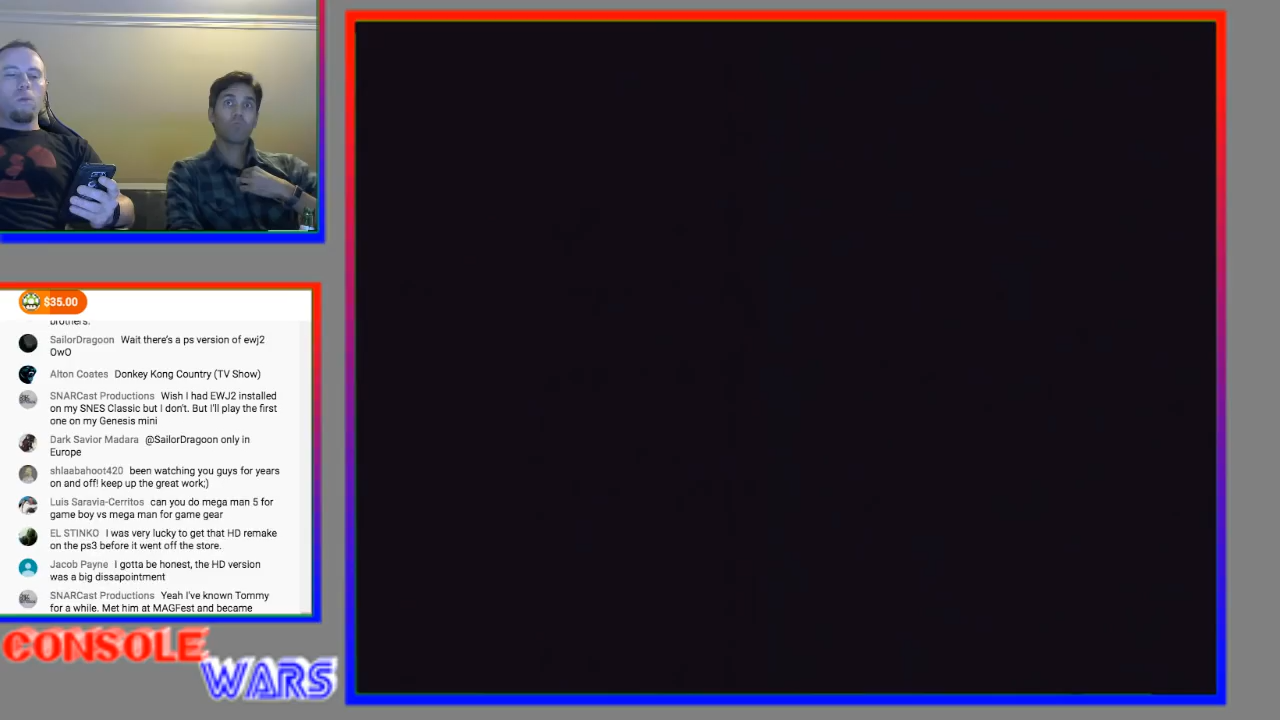 $35.00
brothers.
SailorDragoon Wait there's a ps version of ewj2
OwO
Alton Coates Donkey Kong Country (TV Show)
SNARCast Productions Wish I had EWJ2 installed
on my SNES Classic but I don't. But I'll play the first
one on my Genesis mini
Dark Savior Madara @SailorDragoon only in
Europe
shlaabahoot420 been watching you guys for years
on and off! keep up the great work;)
Luis Saravia-Cerritos can you do mega man 5 for
game boy vs mega man for game gear
EL STINKO I was very lucky to get that HD remake
on the ps3 before it went off the store.
Jacob Payne I gotta be honest, the HD version
was a big dissapointment
SNARCast Productions Yeah I've known Tommy
for a while. Met him at MAGFest and became
CONSOLE
WARS